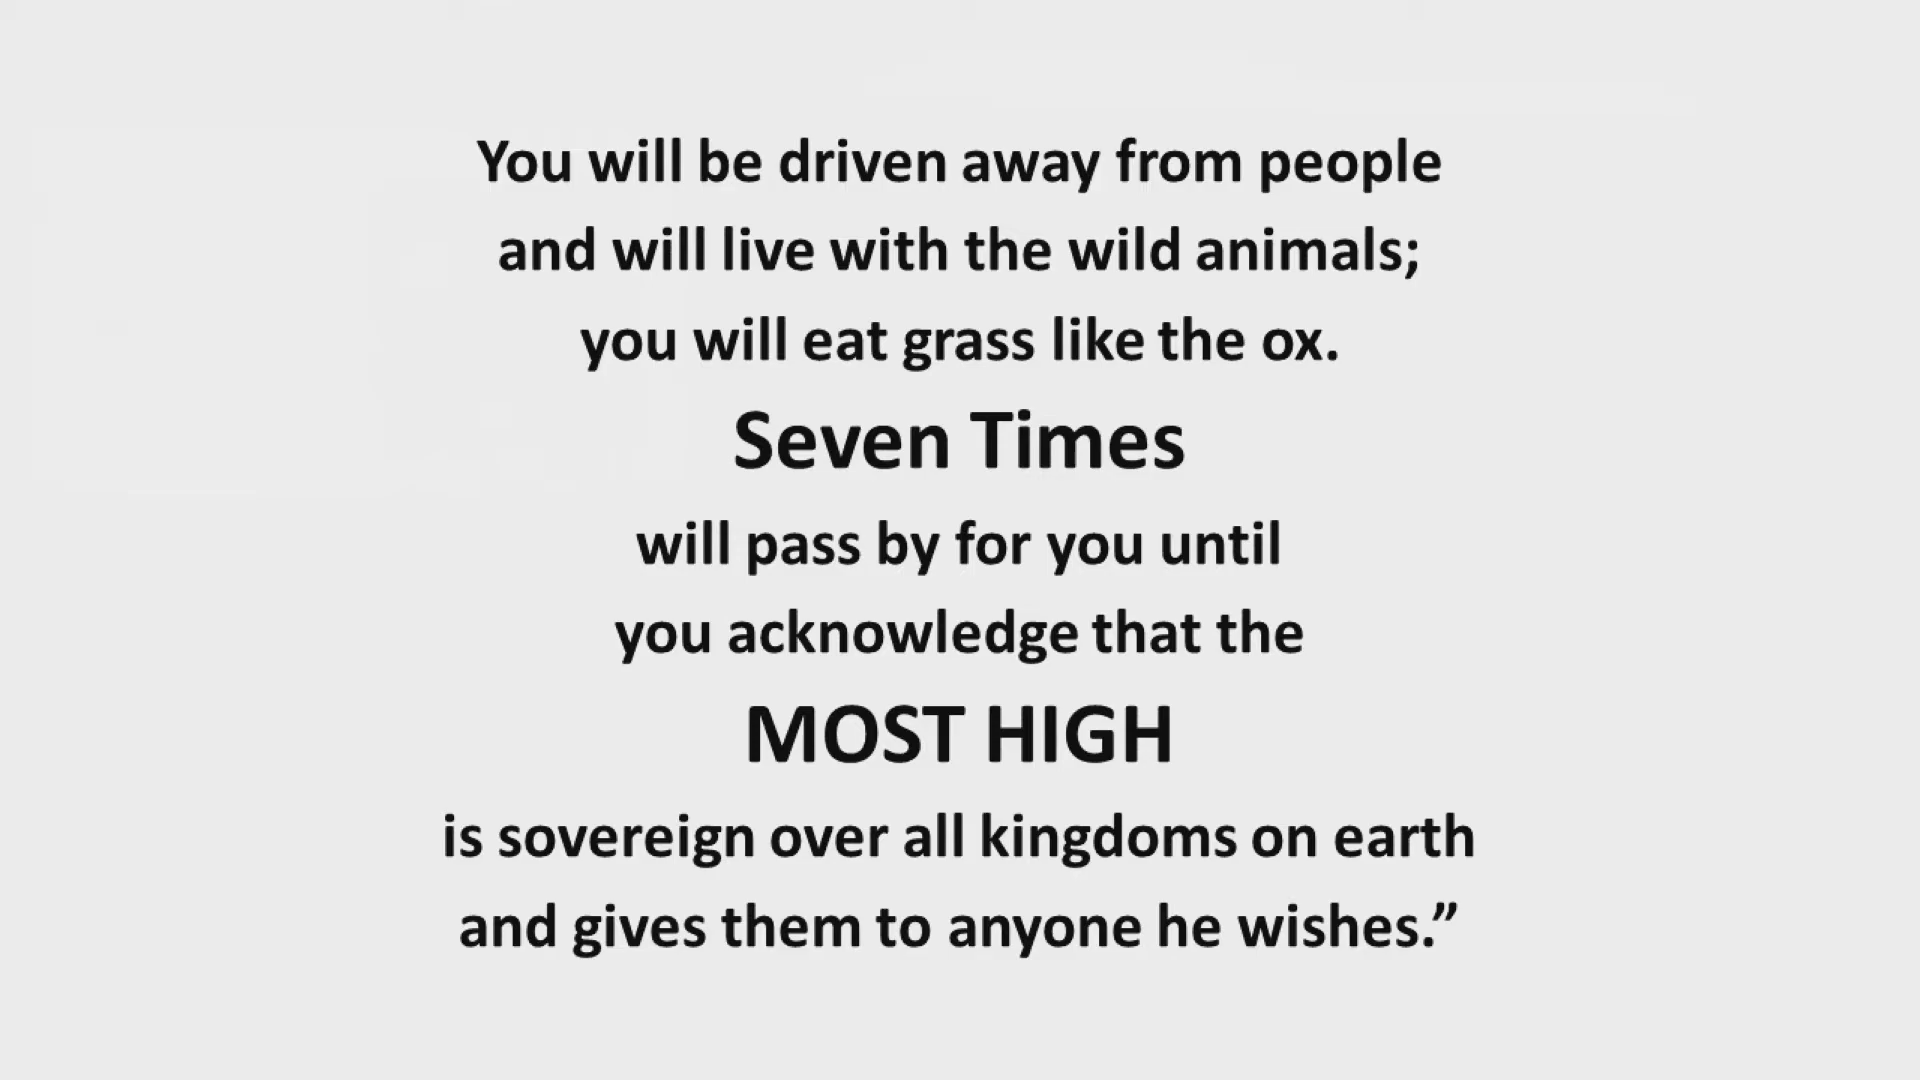 You will be driven away from people
and will live with the wild animals;
you will eat grass like the ox.
Seven Times
will pass by for you until
you acknowledge that the
MOST HIGH
is sovereign over all kingdoms on earth
and gives them to anyone he wishes.”